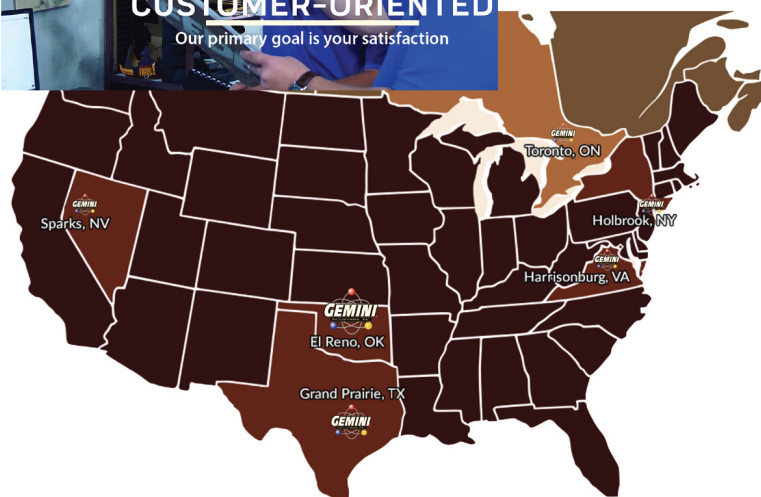 CUSTOMER-ORIENTED
Our primary goal is your satisfaction
GEMINI
Toronto, ON
GEMINI
Sparks, NV
GEMINI
Holbrook, NY
GEMINI
Harrisonburg, VA
GEMINI
El Reno, OK
Grand Prairie, TX
GEMINI